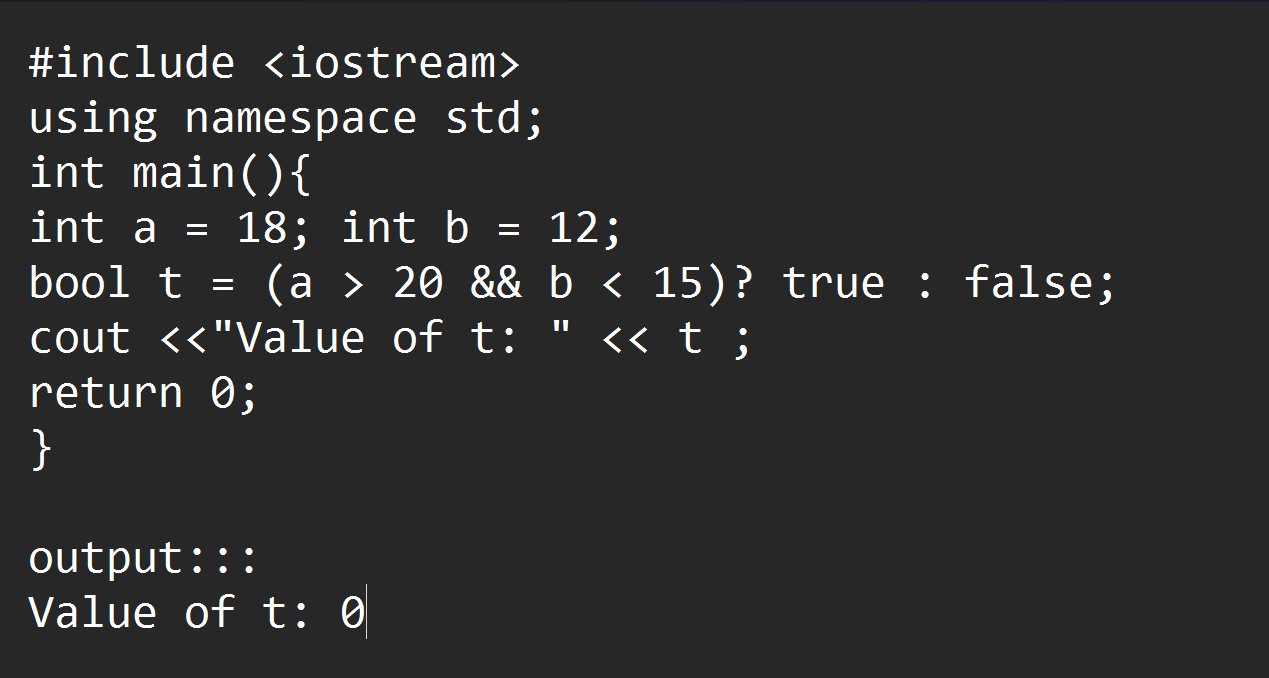 #include <iostream>
using namespace std;
int main(){
int a = 18; int b = 12;
bool t = (a > 20 && b < 15)? true : false;
cout <<"Value of t: " << t ;
return 0;
}
output:::
Value of t: 0